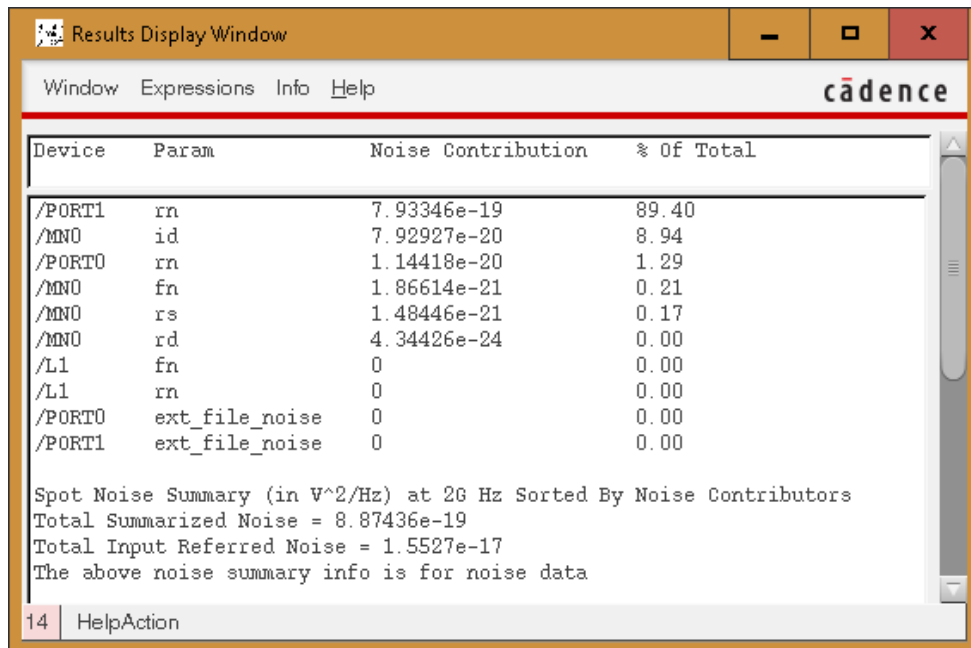 Results Display Window
Window Expressions Info Help cādence
Device Param Noise Contribution % Of Total
/PORT1 rn 7.93346e-19 89.40
/MN0 id 7.92927e-20 8.94
/PORT0 rn 1.14418e-20 1.29
/MN0 fn 1.86614e-21 0.21
/MN0 rs 1.48446e-21 0.17
/MN0 rd 4.34426e-24 0.00
/L1 fn 0 0.00
/L1 rn 0 0.00
/PORT0 ext_file_noise 0 0.00
/PORT1 ext_file_noise 0 0.00
Spot Noise Summary (in V^2/Hz) at 2G Hz Sorted By Noise Contributors
Total Summarized Noise = 8.87436e-19
Total Input Referred Noise = 1.5527e-17
The above noise summary info is for noise data
14 HelpAction